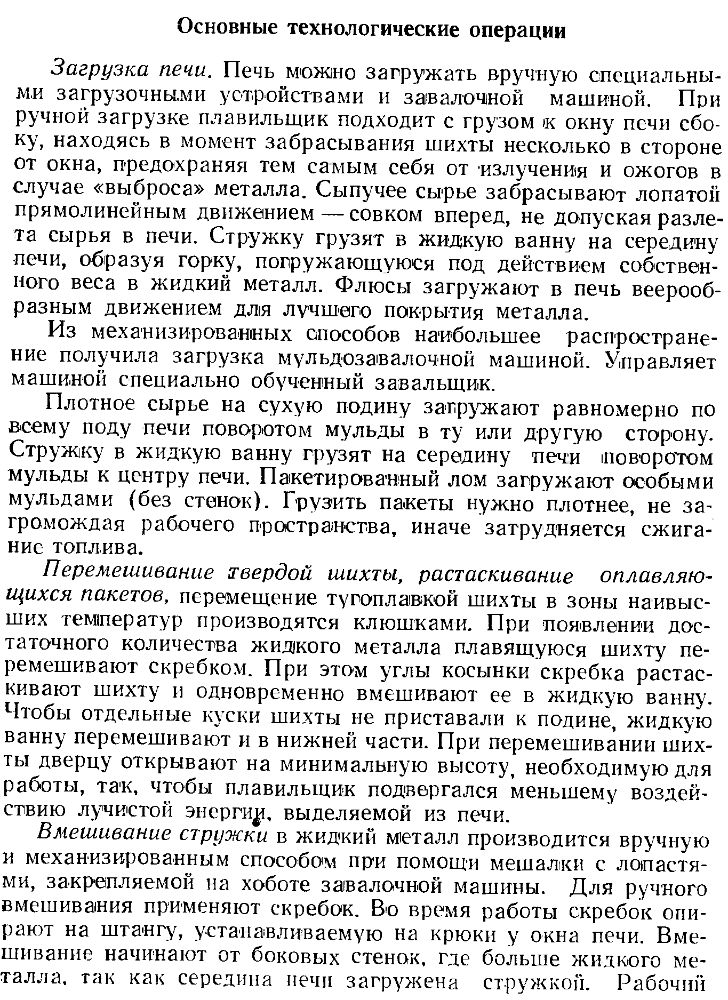 Основные технологические операции
Загрузка печи. Печь можно загружать вручную специальны-
ми загрузочными устройствами и завалочной машиной. При
ручной загрузке плавильщик подходит с грузом к окну печи сбо-
ку, находясь в момент забрасывания шихты несколько в стороне
от окна, предохраняя тем самым себя от излучения и ожогов в
случае «выброса» металла. Сыпучее сырье забрасывают лопатой
прямолинейным движением — совком вперед, не допуская разле-
та сырья в печи. Стружку грузят в жидкую ванну на середину
печи, образуя горку, погружающуюся под действием собствен-
ного веса в жидкий металл. Флюсы загружают в печь веерооб-
разным движением для лучшего покрытия металла.
Из механизированных способов наибольшее распростране-
ние получила загрузка мульдозавалочной машиной. Управляет
машиной специально обученный завальщик.
Плотное сырье на сухую подину загружают равномерно по
всему поду печи поворотом мульды в ту или другую сторону.
Стружку в жидкую ванну грузят на середину печи поворотом
мульды к центру печи. Пакетированный лом загружают особыми
мульдами (без стенок). Грузить пакеты нужно плотнее, не за-
громождая рабочего пространства, иначе затрудняется сжига-
ние топлива.
Перемешивание твердой шихты, растаскивание оплавляю-
щихся пакетов, перемещение тугоплавкой шихты в зоны наивыс-
ших температур производятся клюшками. При появлении дос-
таточного количества жидкого металла плавящуюся шихту пе-
ремешивают скребком. При этом углы косынки скребка растас-
кивают шихту и одновременно вмешивают ее в жидкую ванну.
Чтобы отдельные куски шихты не приставали к подине, жидкую
ванну перемешивают и в нижней части. При перемешивании ших-
ты дверцу открывают на минимальную высоту, необходимую для
работы, так, чтобы плавильщик подвергался меньшему воздей-
ствию лучистой энергии, выделяемой из печи.
Вмешивание стружки в жидкий металл производится вручную
и механизированным способом при помощи мешалки с лопастя-
ми, закрепляемой на хоботе завалочной машины. Для ручного
вмешивания применяют скребок. Во время работы скребок опи-
рают на штангу, устанавливаемую на крюки у окна печи. Вме-
шивание начинают от боковых стенок, где больше жидкого ме-
талла, так как середина печи загружена стружкой. Рабочий